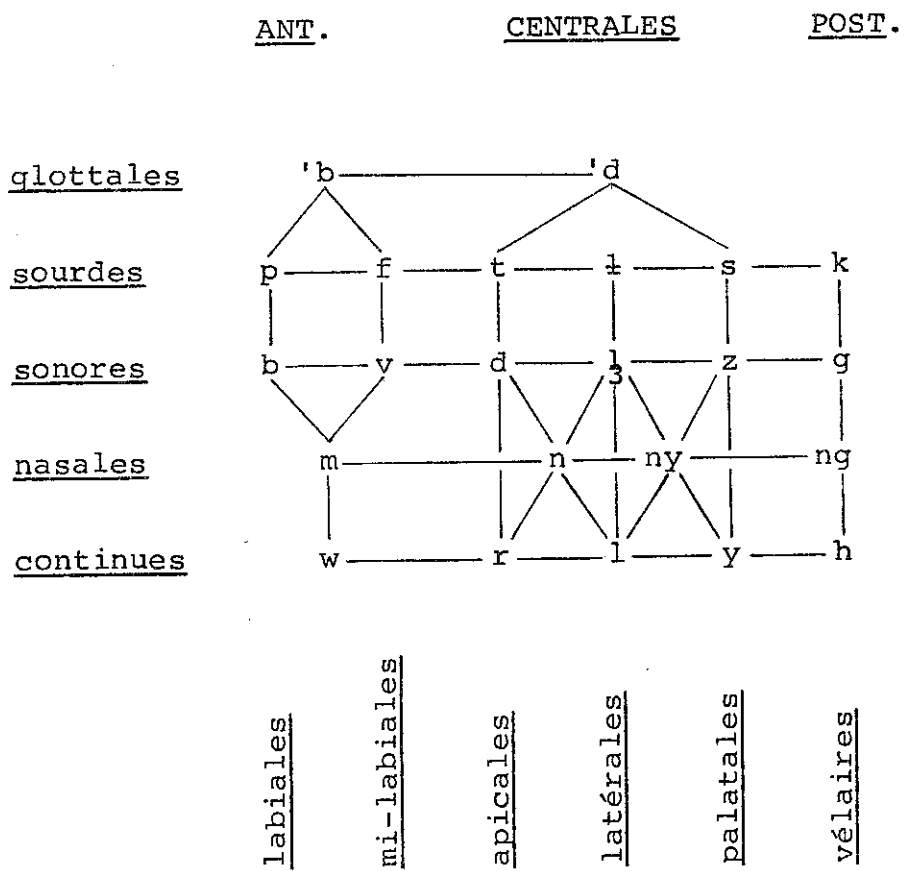 ANT. CENTRALES POST.
glottales 'b 'd
sourdes p f t ɫ s k
sonores b v d ɮ z g
nasales m n ny ng
continues w r l y h
labiales mi-labiales apicales latérales palatales vélaires